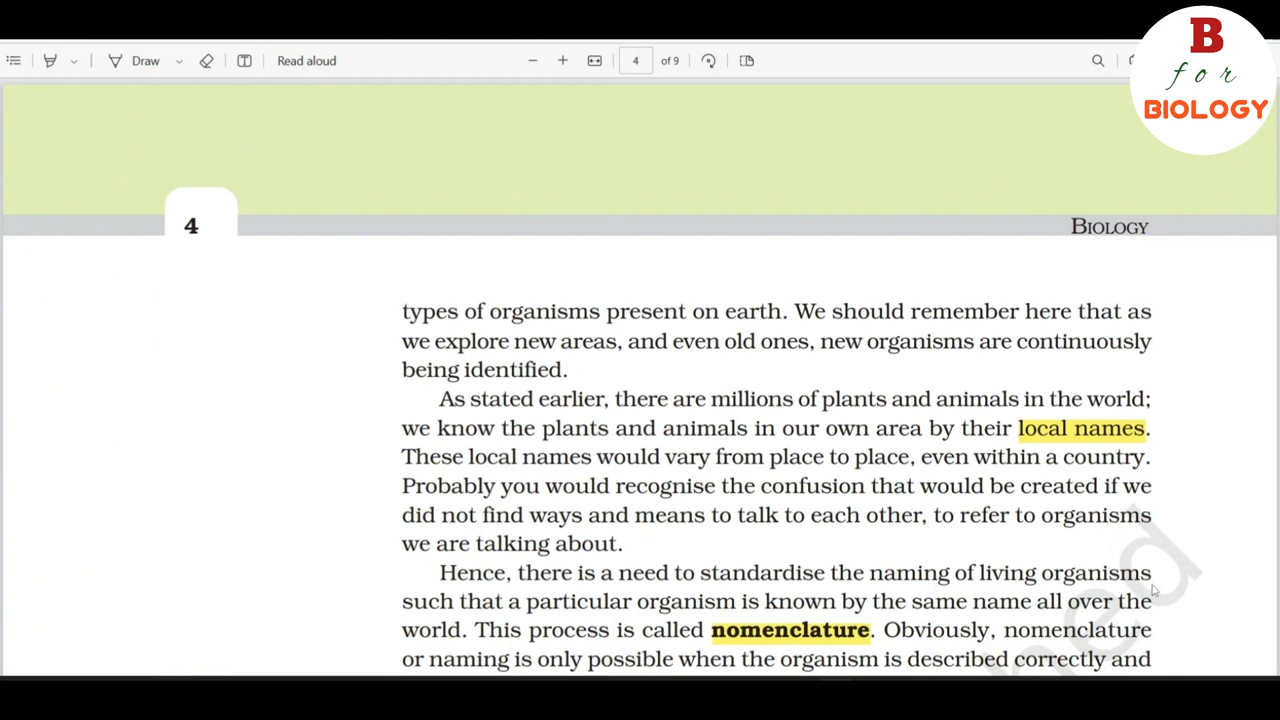 B
for
BIOLOGY
Draw
Read aloud
4
of 9
4
BIOLOGY
types of organisms present on earth. We should remember here that as
we explore new areas, and even old ones, new organisms are continuously
being identified.
As stated earlier, there are millions of plants and animals in the world;
we know the plants and animals in our own area by their local names.
These local names would vary from place to place, even within a country.
Probably you would recognise the confusion that would be created if we
did not find ways and means to talk to each other, to refer to organisms
we are talking about.
Hence, there is a need to standardise the naming of living organisms
such that a particular organism is known by the same name all over the
world. This process is called nomenclature. Obviously, nomenclature
or naming is only possible when the organism is described correctly and